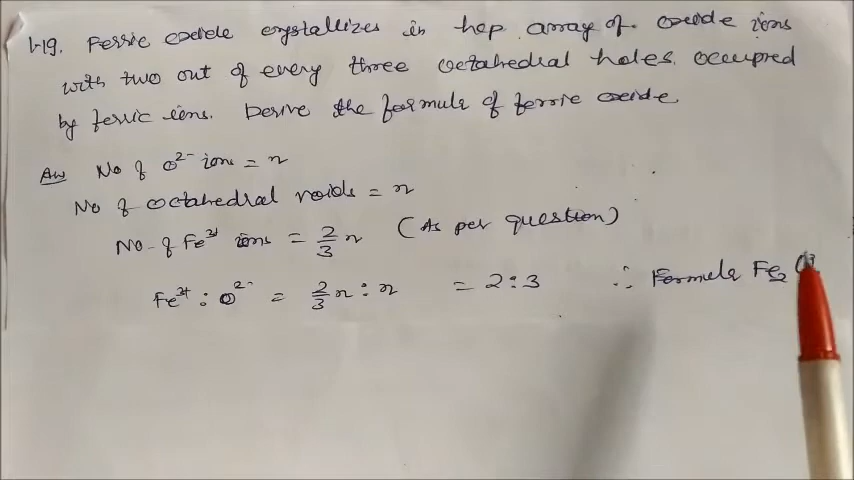 1.19. Ferric oxide crystallizes in hcp array of oxide ions
with two out of every three octahedral holes occupied
by ferric ions. Derive the formula of ferric oxide.
Ans No of O²⁻ ions = n
No of octahedral voids = n
No. of Fe³⁺ ions = 2/3 n (As per question)
Fe³⁺ : O²⁻ = 2/3 n : n = 2 : 3 ∴ Formula Fe₂